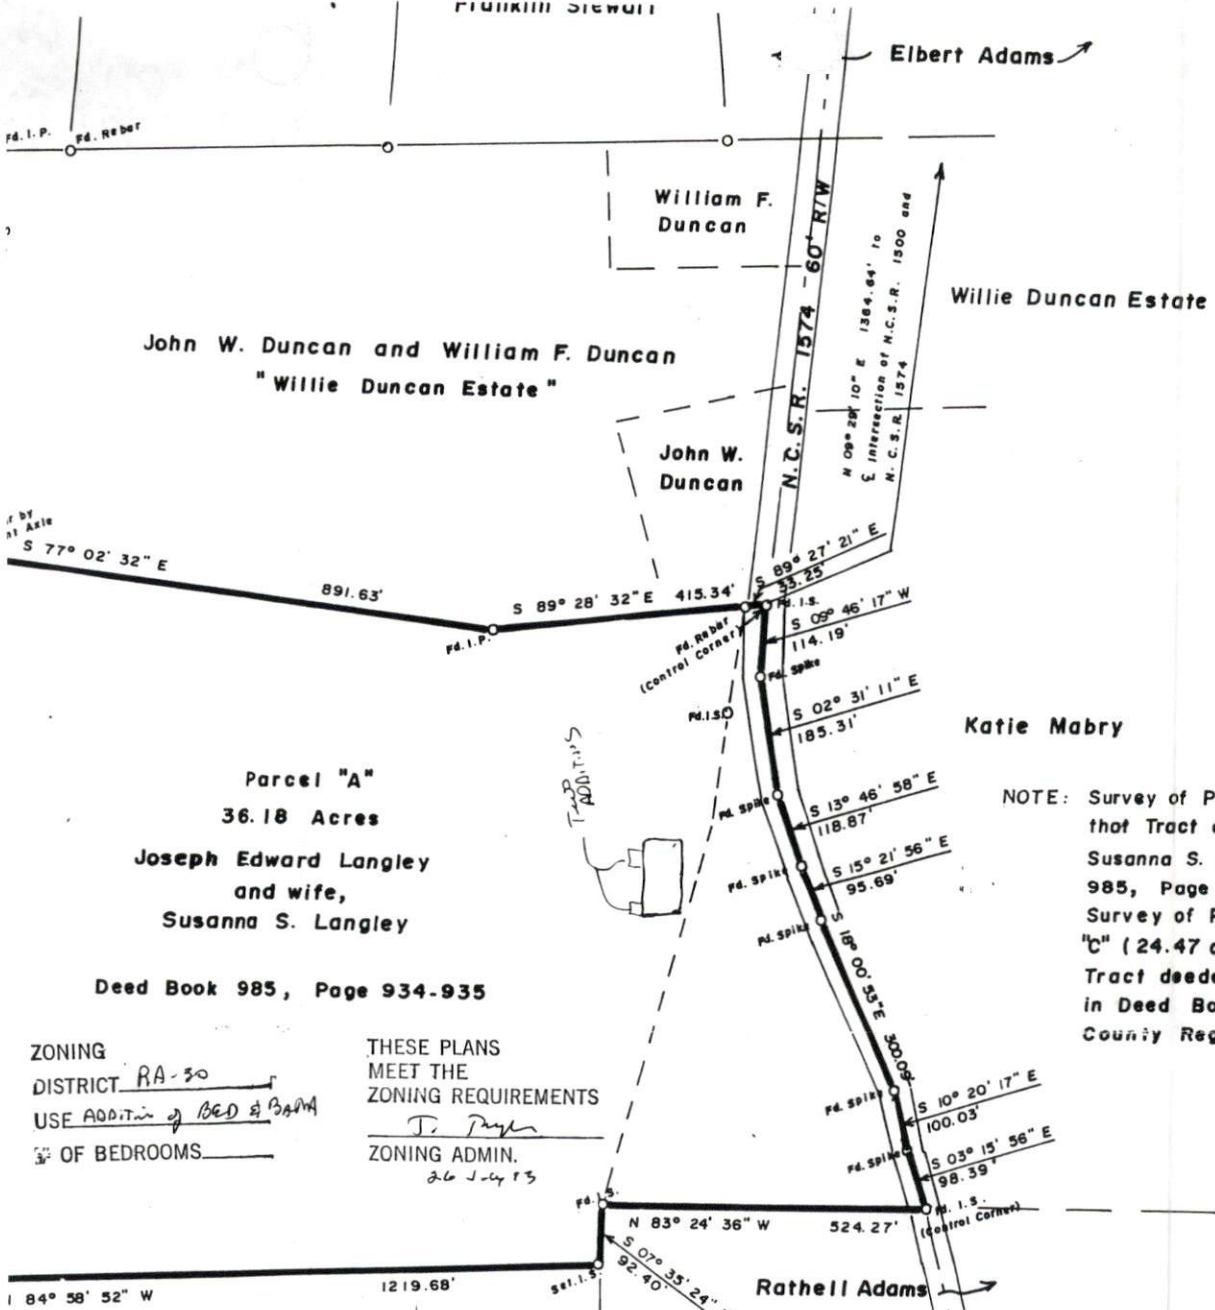 Franklin Stewart
Elbert Adams
Fd. I. P.
Fd. Rebar
William F.
Duncan
N. C. S. R. 1574 - 60' R/W
N 09° 29' 10" E 1364.64' to
℄ Intersection of N.C.S.R. 1500 and
N. C. S.R. 1574
Willie Duncan Estate
John W. Duncan and William F. Duncan
"Willie Duncan Estate"
John W.
Duncan
r by
nt Axle
S 77° 02' 32" E
891.63'
Fd. I.P.
S 89° 28' 32" E 415.34'
S 89° 27' 21" E
33.25'
Fd. I.S.
Fd. Rebar
(Control Corner)
S 09° 46' 17" W
114.19'
Fd. Spike
Fd.I.S.
S 02° 31' 11" E
185.31'
Katie Mabry
Parcel "A"
36.18 Acres
Joseph Edward Langley
and wife,
Susanna S. Langley
Deed Book 985, Page 934-935
ADDITIONS
Fd. Spike
S 13° 46' 58" E
118.87'
Fd. Spike
S 15° 21' 56" E
95.69'
Fd. Spike
S 18° 00' 53" E 300.09'
NOTE: Survey of P
that Tract
Susanna S.
985, Page
Survey of
"C" (24.47
Tract deede
in Deed Bo
County Reg
ZONING
DISTRICT RA-30
USE ADDITION of BED & BATH
# OF BEDROOMS
THESE PLANS
MEET THE
ZONING REQUIREMENTS
ZONING ADMIN.
26 July 93
Fd. Spike
S 10° 20' 17" E
100.03'
Fd. Spike
S 03° 15' 56" E
98.39'
Fd. I.S.
(Control Corner)
Fd. I.S.
N 83° 24' 36" W 524.27'
S 07° 35' 24"
92.40'
Set. I.S.
84° 58' 52" W
1219.68'
Rathell Adams